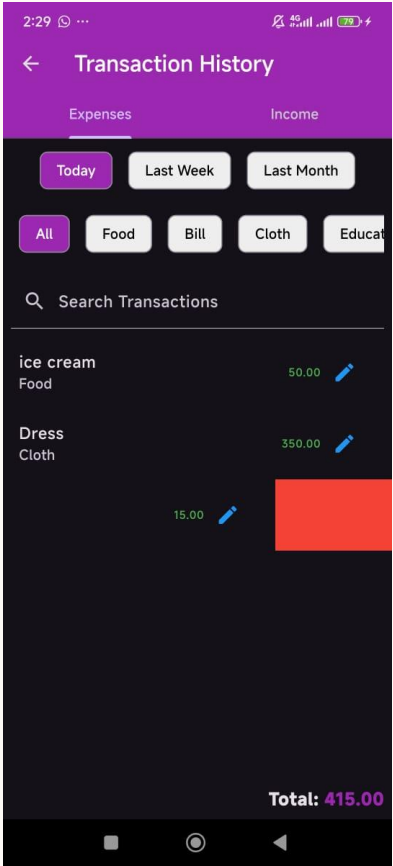 2:29 ... 4G 79
Transaction History
Expenses Income
Today Last Week Last Month
All Food Bill Cloth Educat
Search Transactions
ice cream
Food
50.00
Dress
Cloth
350.00
15.00
Total: 415.00